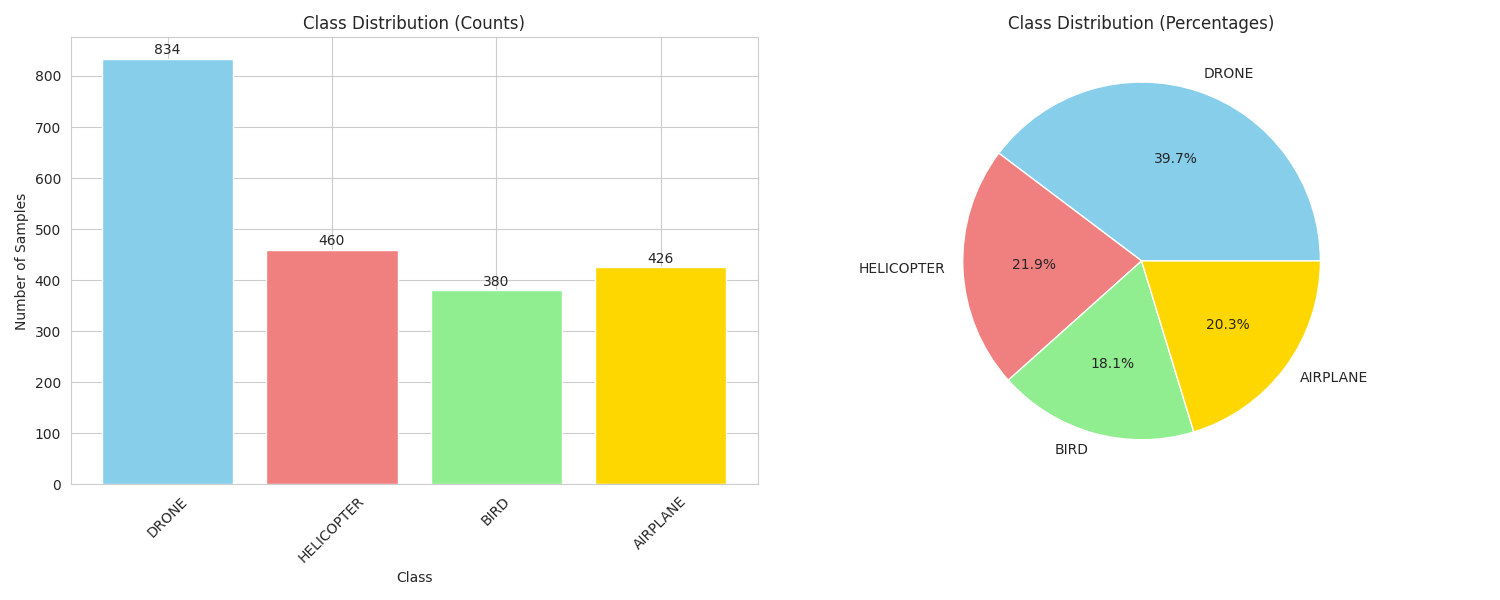 Class Distribution (Counts)
834
460
380
426
800
700
600
500
400
300
200
100
0
Number of Samples
DRONE
HELICOPTER
BIRD
AIRPLANE
Class
Class Distribution (Percentages)
DRONE
39.7%
HELICOPTER
21.9%
BIRD
18.1%
AIRPLANE
20.3%